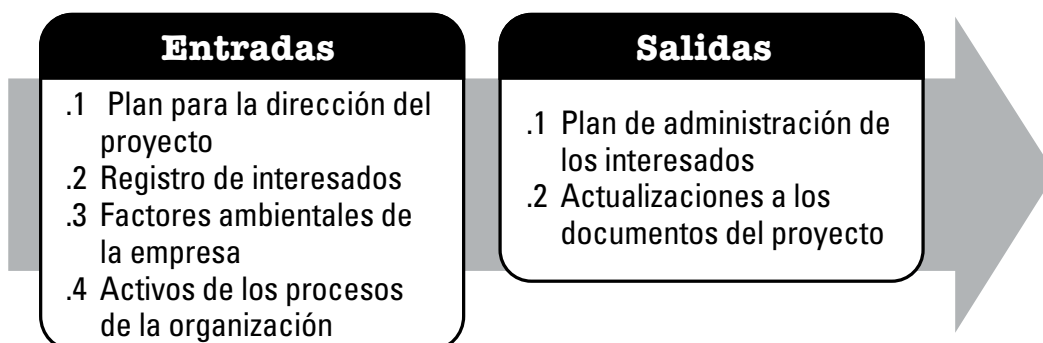 Entradas
.1 Plan para la dirección del
proyecto
.2 Registro de interesados
.3 Factores ambientales de
la empresa
.4 Activos de los procesos
de la organización
Salidas
.1 Plan de administración de
los interesados
.2 Actualizaciones a los
documentos del proyecto